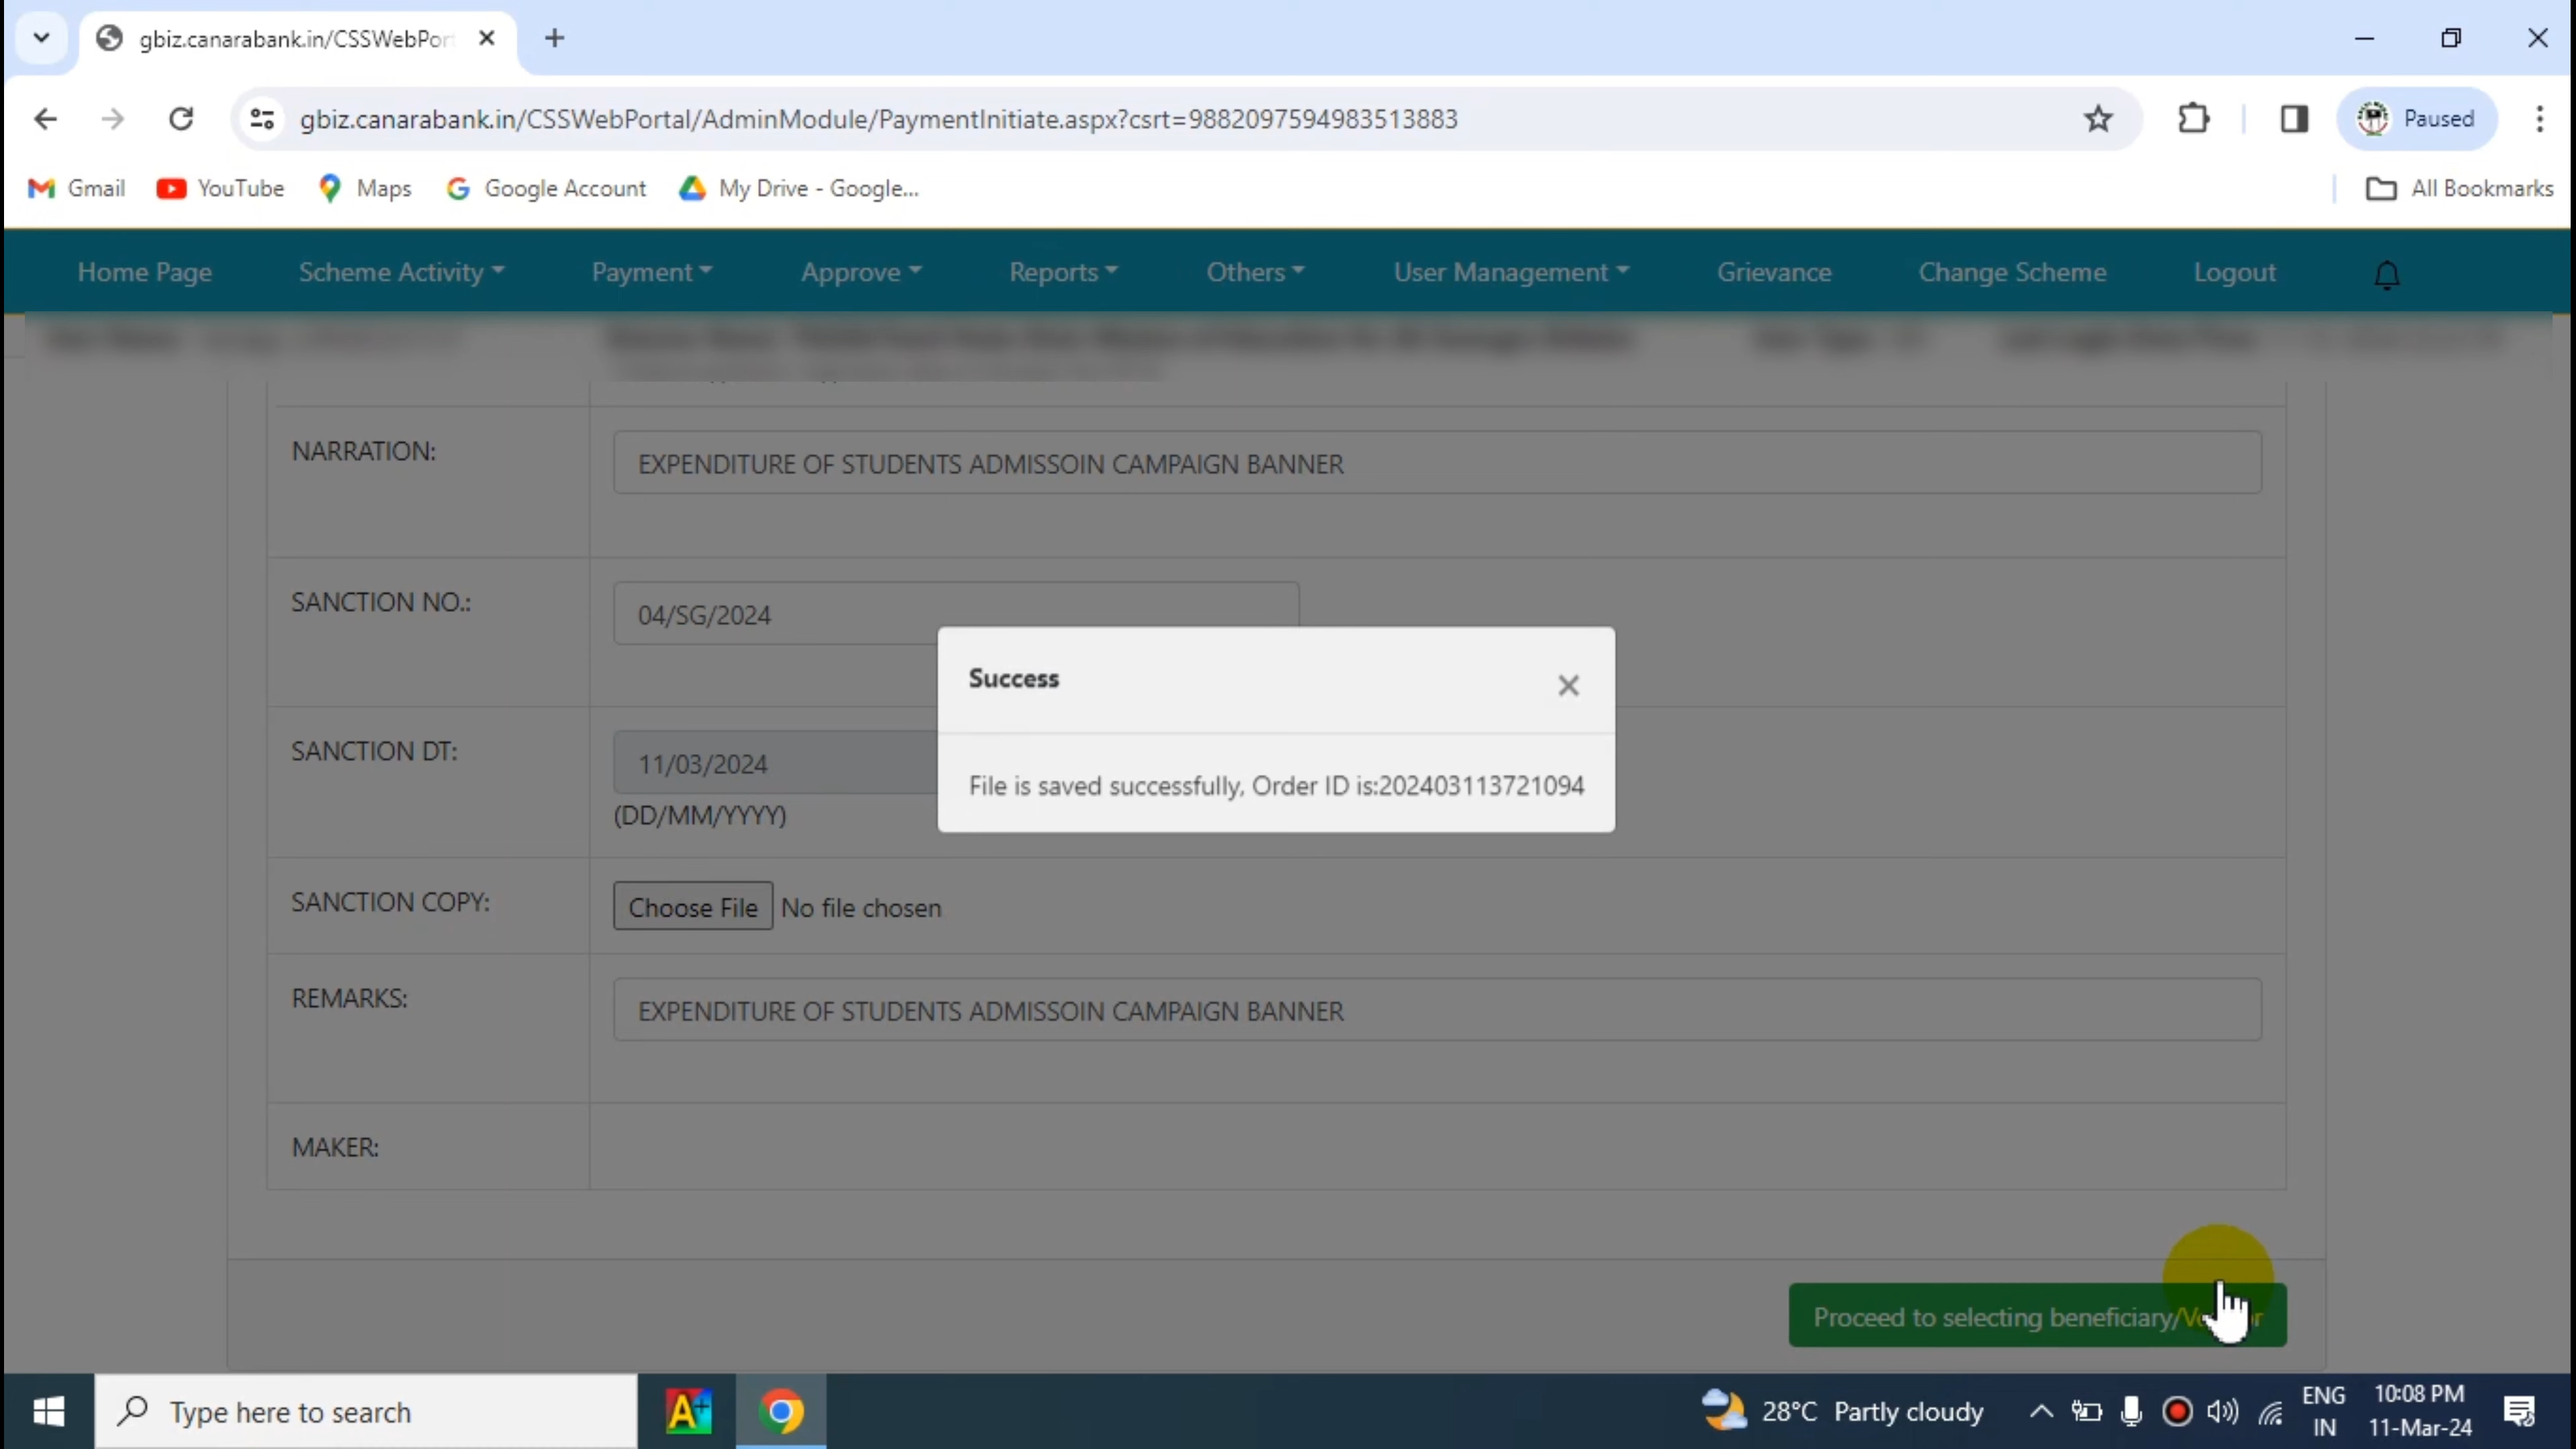 gbiz.canarabank.in/CSSWebPor
gbiz.canarabank.in/CSSWebPortal/AdminModule/PaymentInitiate.aspx?csrt=9882097594983513883
Paused
Gmail YouTube Maps Google Account My Drive - Google... All Bookmarks
Home Page Scheme Activity Payment Approve Reports Others User Management Grievance Change Scheme Logout
NARRATION: EXPENDITURE OF STUDENTS ADMISSOIN CAMPAIGN BANNER
SANCTION NO.: 04/SG/2024
Success
SANCTION DT: 11/03/2024
File is saved successfully, Order ID is:202403113721094
(DD/MM/YYYY)
SANCTION COPY: Choose File No file chosen
REMARKS: EXPENDITURE OF STUDENTS ADMISSOIN CAMPAIGN BANNER
MAKER:
Proceed to selecting beneficiary/
Type here to search
28°C Partly cloudy
ENG
IN
10:08 PM
11-Mar-24